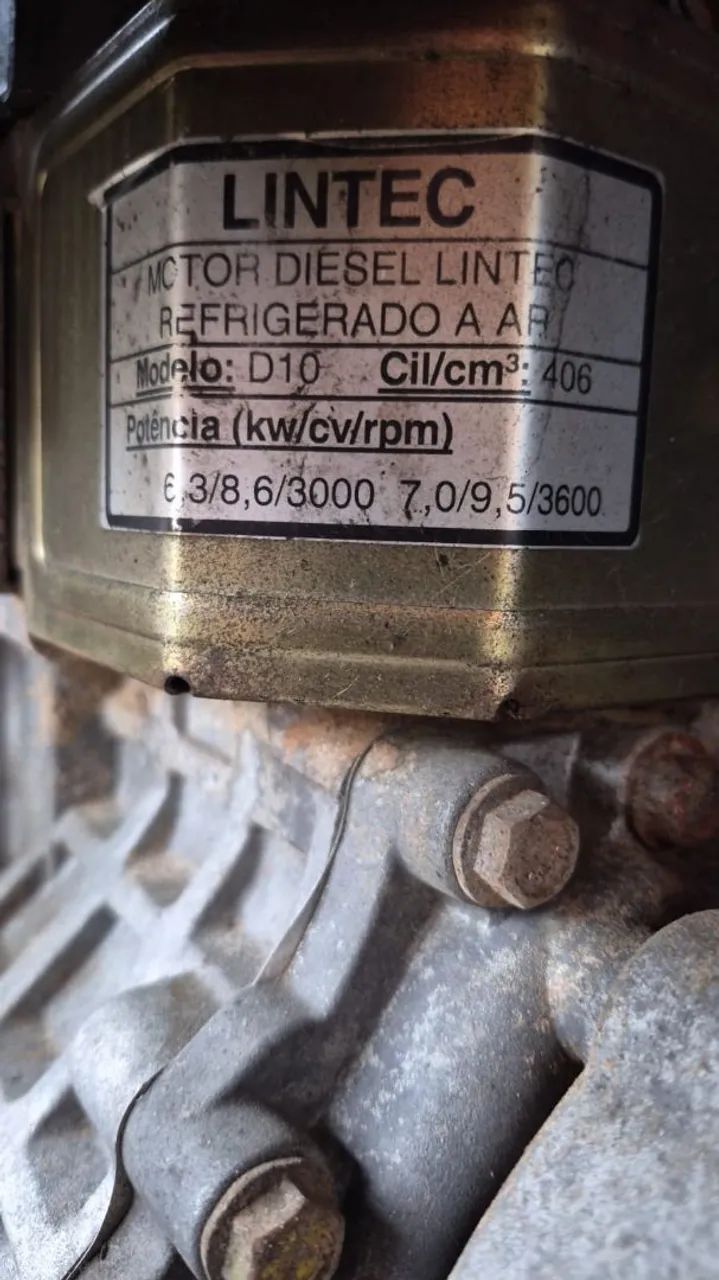 LINTEC
MOTOR DIESEL LINTEC
REFRIGERADO A AR
Modelo: D10 Cil/cm³: 406
Potência (kw/cv/rpm)
6,3/8,6/3000 7,0/9,5/3600